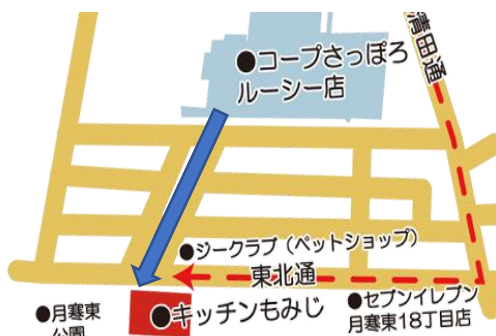 ●コープさっぽろ
ルーシー店
清田通
●ジークラブ（ペットショップ）
東北通
●月寒東
公園
●キッチンもみじ
●セブンイレブン
月寒東18丁目店